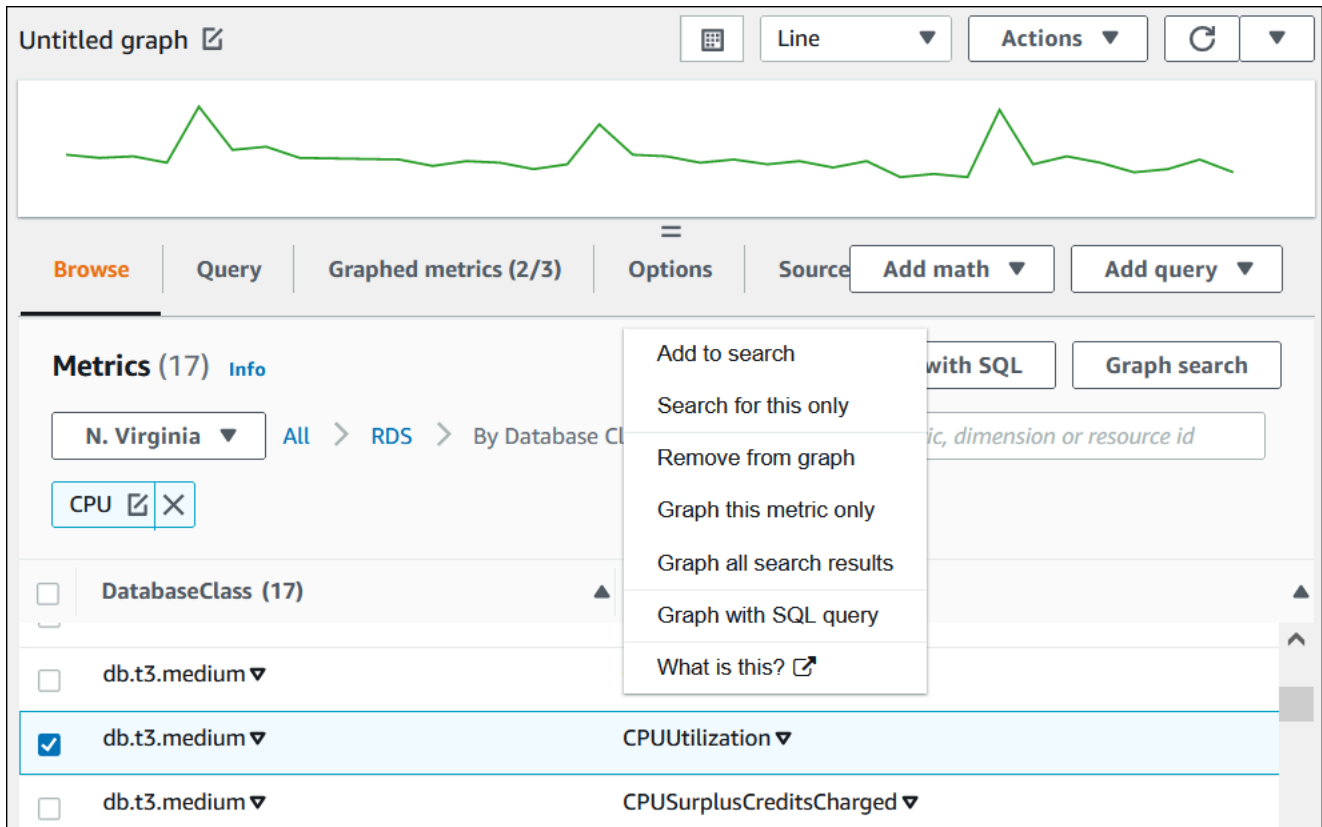 Untitled graph
Line
Actions
Browse
Query
Graphed metrics (2/3)
Options
Source
Add math
Add query
Metrics (17) Info
with SQL
Graph search
N. Virginia
All > RDS > By Database Cl
ic, dimension or resource id
CPU
Add to search
Search for this only
Remove from graph
Graph this metric only
Graph all search results
Graph with SQL query
What is this?
DatabaseClass (17)
db.t3.medium
db.t3.medium CPUUtilization
db.t3.medium CPUSurplusCreditsCharged